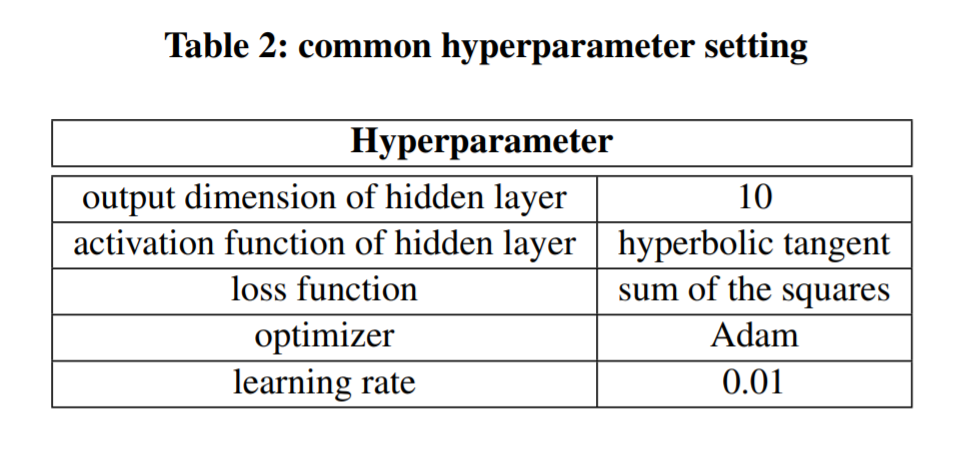 Table 2: common hyperparameter setting
Hyperparameter
output dimension of hidden layer 10
activation function of hidden layer hyperbolic tangent
loss function sum of the squares
optimizer Adam
learning rate 0.01